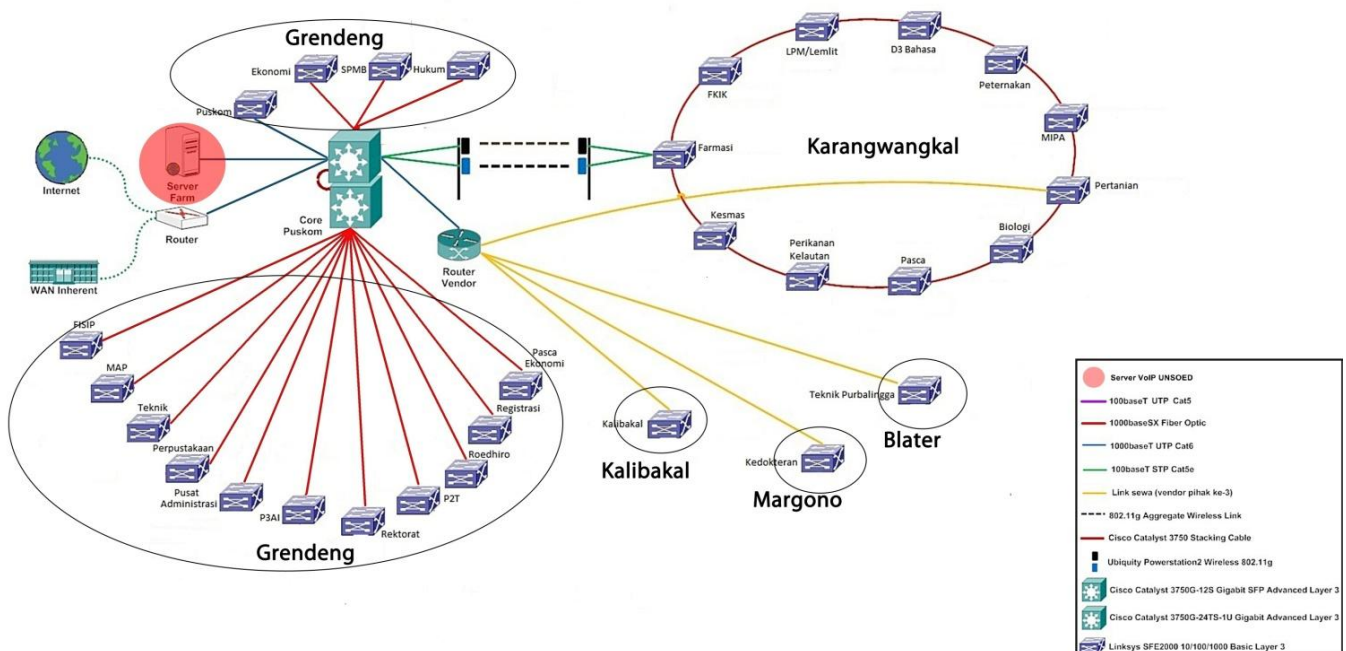 Grendeng
Ekonomi
SPMB
Hukum
Puskom
Internet
Server
Farm
Router
WAN Inherent
Core
Puskom
Router
Vendor
LPM/Lemlit
D3 Bahasa
FKIK
Peternakan
MIPA
Farmasi
Karangwangkal
Pertanian
Kesmas
Biologi
Perikanan
Kelautan
Pasca
FISIP
MAP
Teknik
Perpustakaan
Pusat
Administrasi
P3AI
Rektorat
P2T
Roedhiro
Registrasi
Pasca
Ekonomi
Grendeng
Kalibakal
Kalibakal
Kedokteran
Margono
Teknik Purbalingga
Blater
Server VoIP UNSOED
100baseT UTP Cat5
1000baseSX Fiber Optic
1000baseT UTP Cat6
100baseT STP Cat5e
Link sewa (vendor pihak ke-3)
802.11g Aggregate Wireless Link
Cisco Catalyst 3750 Stacking Cable
Ubiquity Powerstation2 Wireless 802.11g
Cisco Catalyst 3750G-12S Gigabit SFP Advanced Layer 3
Cisco Catalyst 3750G-24TS-1U Gigabit Advanced Layer 3
Linksys SFE2000 10/100/1000 Basic Layer 3